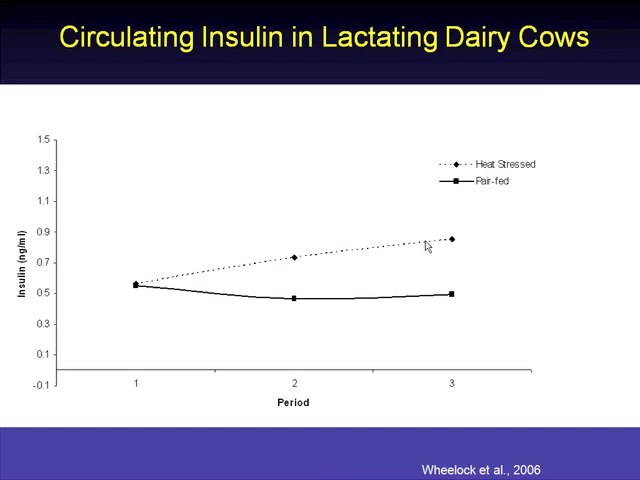 Circulating Insulin in Lactating Dairy Cows
1.5
1.3
1.1
0.9
0.7
0.5
0.3
0.1
-0.1
Insulin (ng/ml)
Heat Stressed
Pair-fed
1 2 3
Period
Wheelock et al., 2006